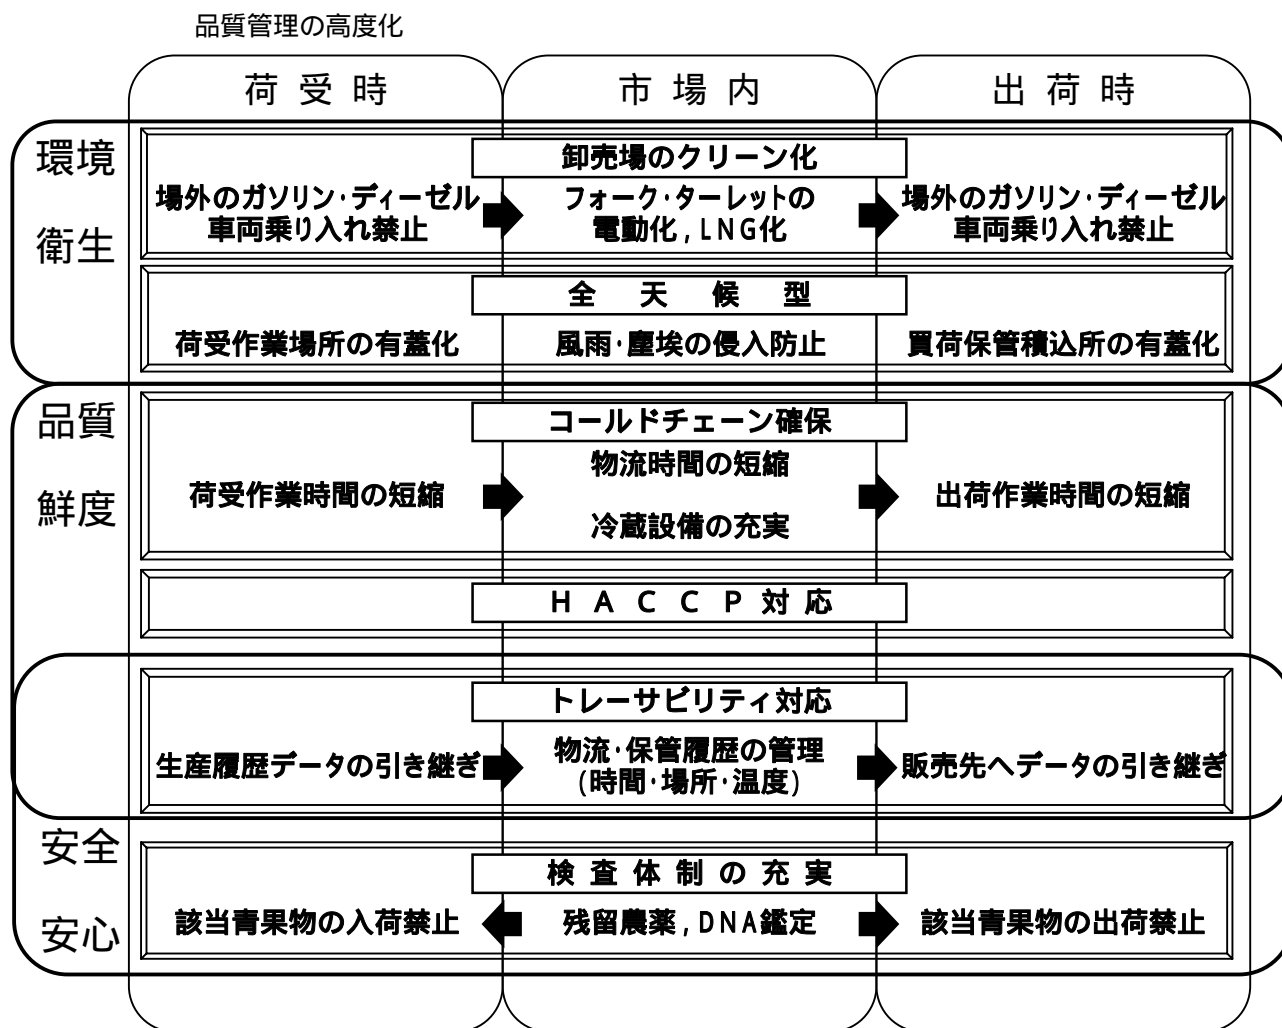 品質管理の高度化
荷受時
市場内
出荷時
環境
衛生
卸売場のクリーン化
場外のガソリン・ディーゼル
車両乗り入れ禁止
フォーク・ターレットの
電動化,LNG化
場外のガソリン・ディーゼル
車両乗り入れ禁止
全天候型
荷受作業場所の有蓋化
風雨・塵埃の侵入防止
買荷保管積込所の有蓋化
品質
鮮度
コールドチェーン確保
荷受作業時間の短縮
物流時間の短縮
冷蔵設備の充実
出荷作業時間の短縮
HACCP対応
トレーサビリティ対応
生産履歴データの引き継ぎ
物流・保管履歴の管理
(時間・場所・温度)
販売先へデータの引き継ぎ
安全
安心
検査体制の充実
該当青果物の入荷禁止
残留農薬,DNA鑑定
該当青果物の出荷禁止